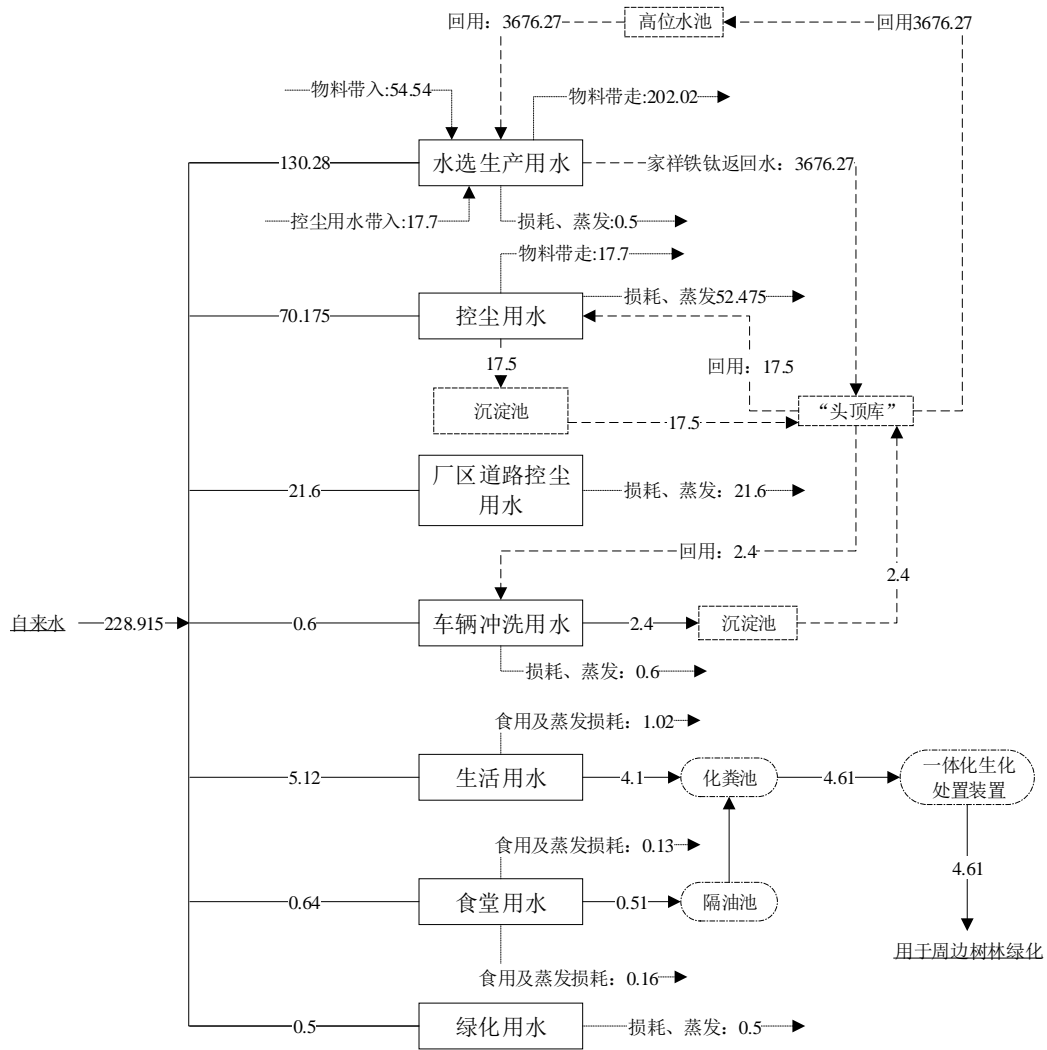 回用：3676.27
高位水池
回用3676.27
物料带入:54.54
物料带走:202.02
130.28
水选生产用水
家祥铁钛返回水：3676.27
控尘用水带入:17.7
损耗、蒸发:0.5
物料带走:17.7
70.175
控尘用水
损耗、蒸发52.475
17.5
回用：17.5
沉淀池
17.5
“头顶库”
21.6
厂区道路控尘
用水
损耗、蒸发：21.6
回用：2.4
2.4
自来水
228.915
0.6
车辆冲洗用水
2.4
沉淀池
损耗、蒸发：0.6
食用及蒸发损耗：1.02
5.12
生活用水
4.1
化粪池
4.61
一体化生化
处置装置
食用及蒸发损耗：0.13
4.61
0.64
食堂用水
0.51
隔油池
用于周边树林绿化
食用及蒸发损耗：0.16
0.5
绿化用水
损耗、蒸发：0.5